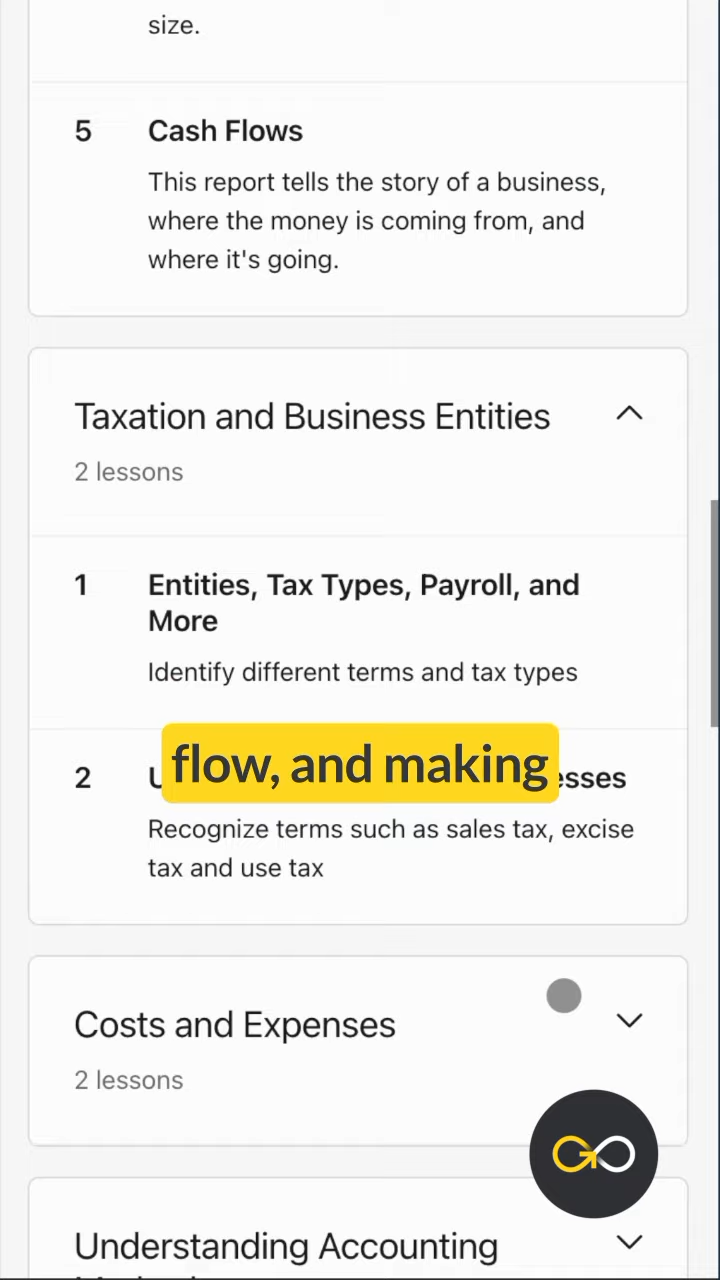 size.
5 Cash Flows
This report tells the story of a business,
where the money is coming from, and
where it's going.
Taxation and Business Entities
2 lessons
1 Entities, Tax Types, Payroll, and
More
Identify different terms and tax types
flow, and making
2
Recognize terms such as sales tax, excise
tax and use tax
Costs and Expenses
2 lessons
GO
Understanding Accounting